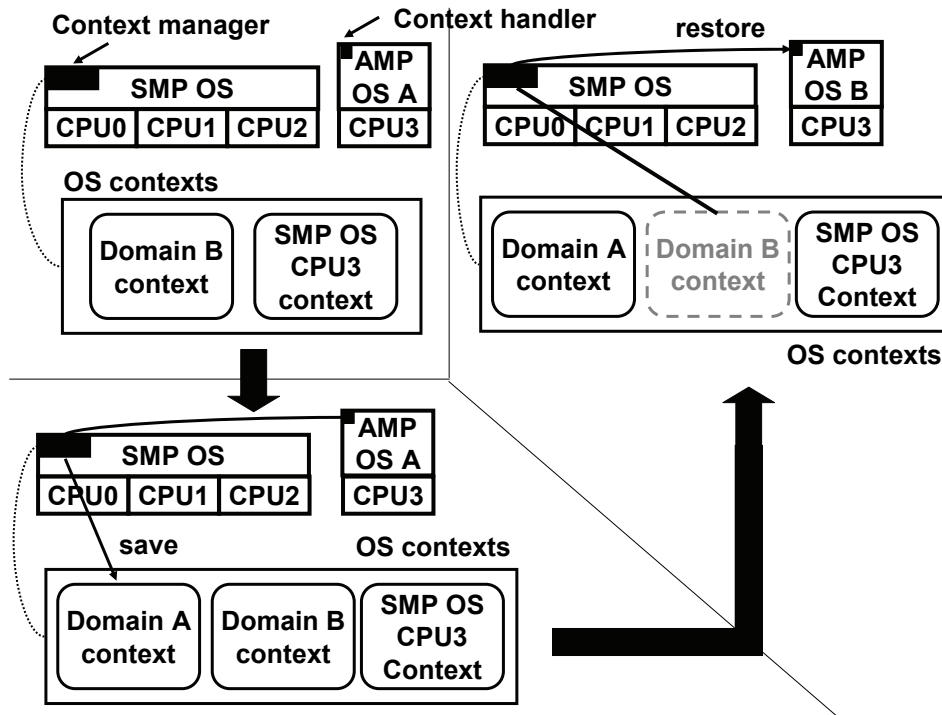 Context manager
Context handler
SMP OS
CPU0 CPU1 CPU2
AMP
OS A
CPU3
OS contexts
Domain B
context
SMP OS
CPU3
context
restore
SMP OS
CPU0 CPU1 CPU2
AMP
OS B
CPU3
Domain A
context
Domain B
context
SMP OS
CPU3
Context
OS contexts
SMP OS
CPU0 CPU1 CPU2
AMP
OS A
CPU3
save
OS contexts
Domain A
context
Domain B
context
SMP OS
CPU3
Context